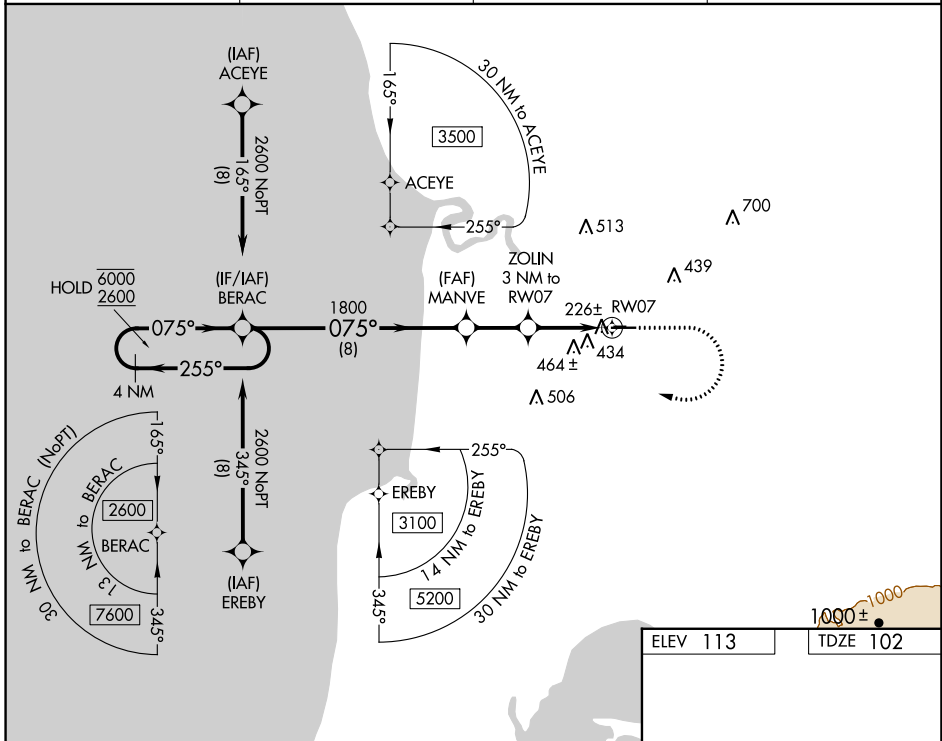 (IAF)
ACEYE
2600 NoPT
165°
(8)
30 NM to ACEYE
165°
3500
ACEYE
255°
700
513
439
HOLD 6000
2600
(IF/IAF)
BERAC
075°
255°
4 NM
1800
075°
(8)
(FAF)
MANVE
ZOLIN
3 NM to
RW07
226± RW07
434
464 ±
506
2600 NoPT
345°
(8)
(IAF)
EREBY
30 NM to BERAC (NoPT)
13 NM to BERAC
165°
2600
BERAC
7600
345°
255°
EREBY
3100
14 NM to EREBY
5200
30 NM to EREBY
345°
1000
1000 ±
ELEV 113
TDZE 102